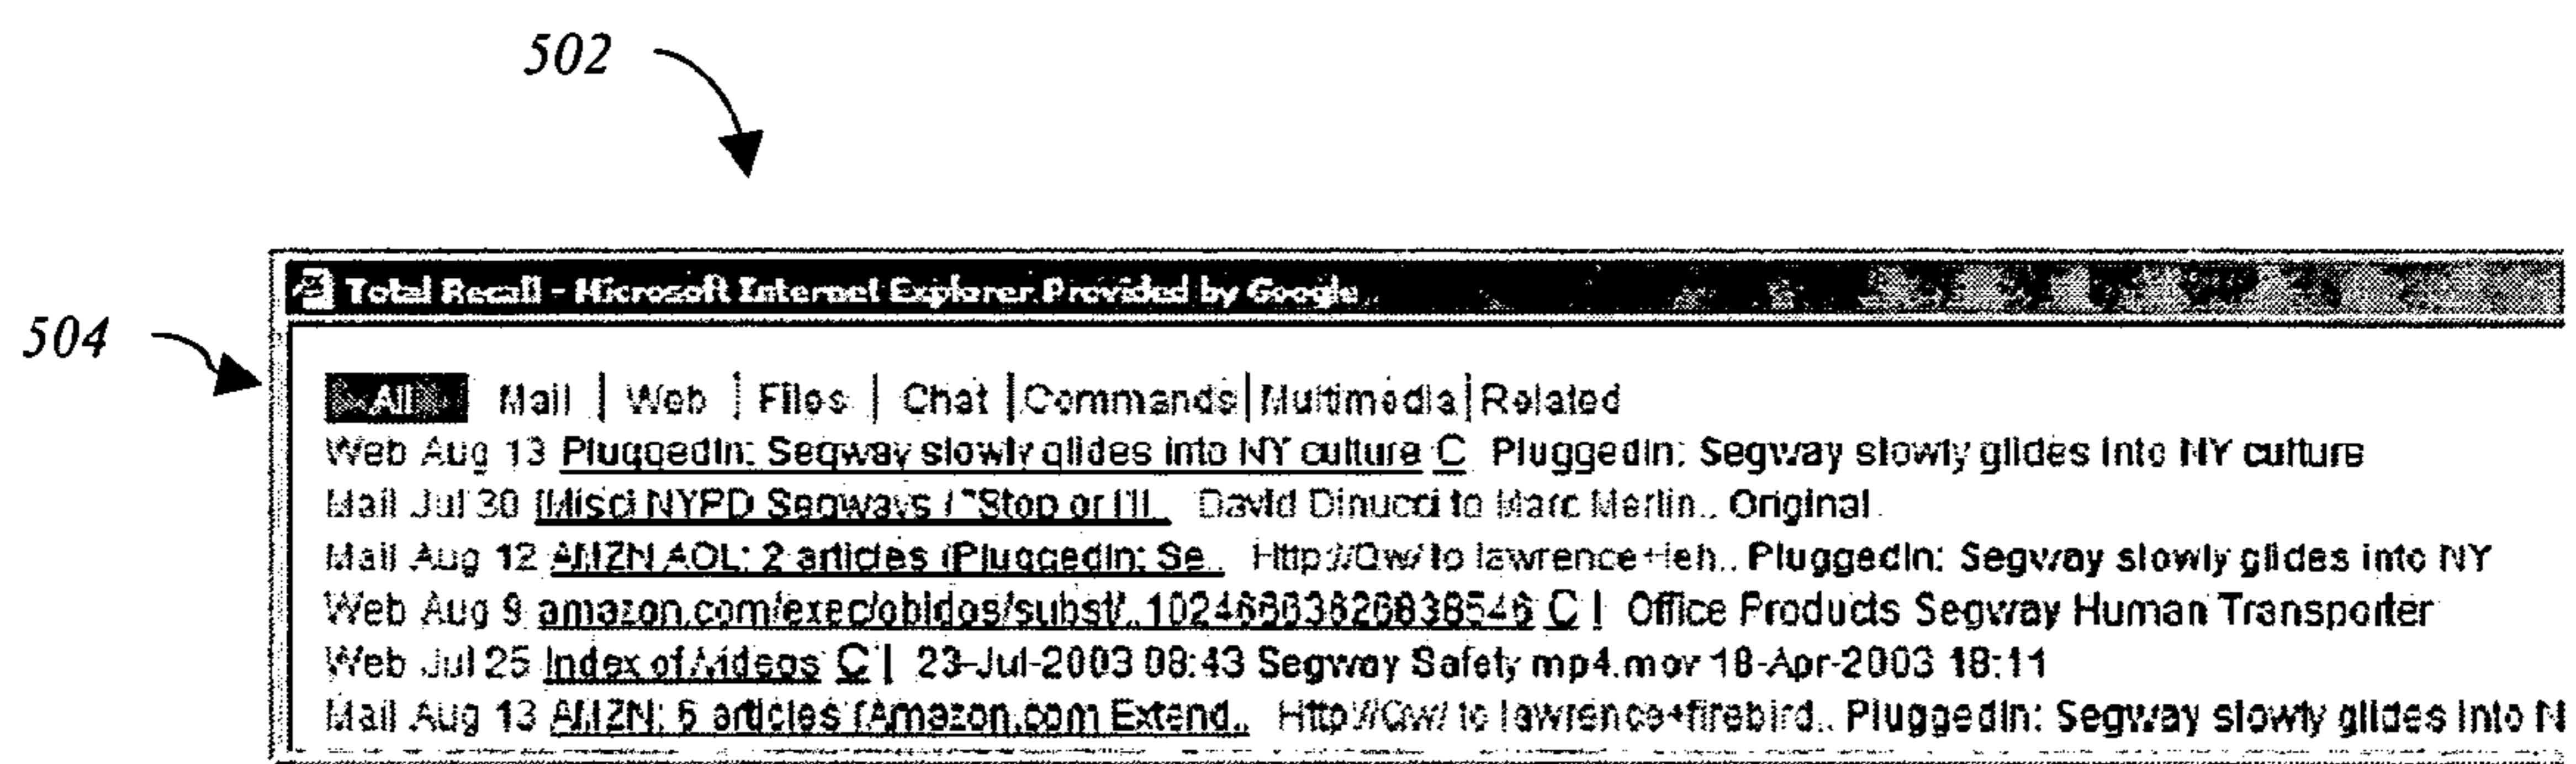 502
504
Total Recall - Microsoft Internet Explorer Provided by Google
All Mail | Web | Files | Chat | Commands | Multimedia | Related
Web Aug 13 PluggedIn: Segway slowly glides into NY culture C PluggedIn: Segway slowly glides into NY culture
Mail Jul 30 [Misc] NYPD Segways / "Stop or I'll.. David Dinucci to Marc Merlin.. Original
Mail Aug 12 AMZN AOL: 2 articles (PluggedIn: Se.. Http://Qw/ to lawrence+leh.. PluggedIn: Segway slowly glides into NY
Web Aug 9 amazon.com/exec/obidos/subst/.. C | Office Products Segway Human Transporter
Web Jul 25 Index of /videos C | 23-Jul-2003 08:43 Segway Safety mp4.mov 18-Apr-2003 18:11
Mail Aug 13 AMZN: 5 articles (Amazon.com Extend.. Http://Qw/ to lawrence+firebird.. PluggedIn: Segway slowly glides into N